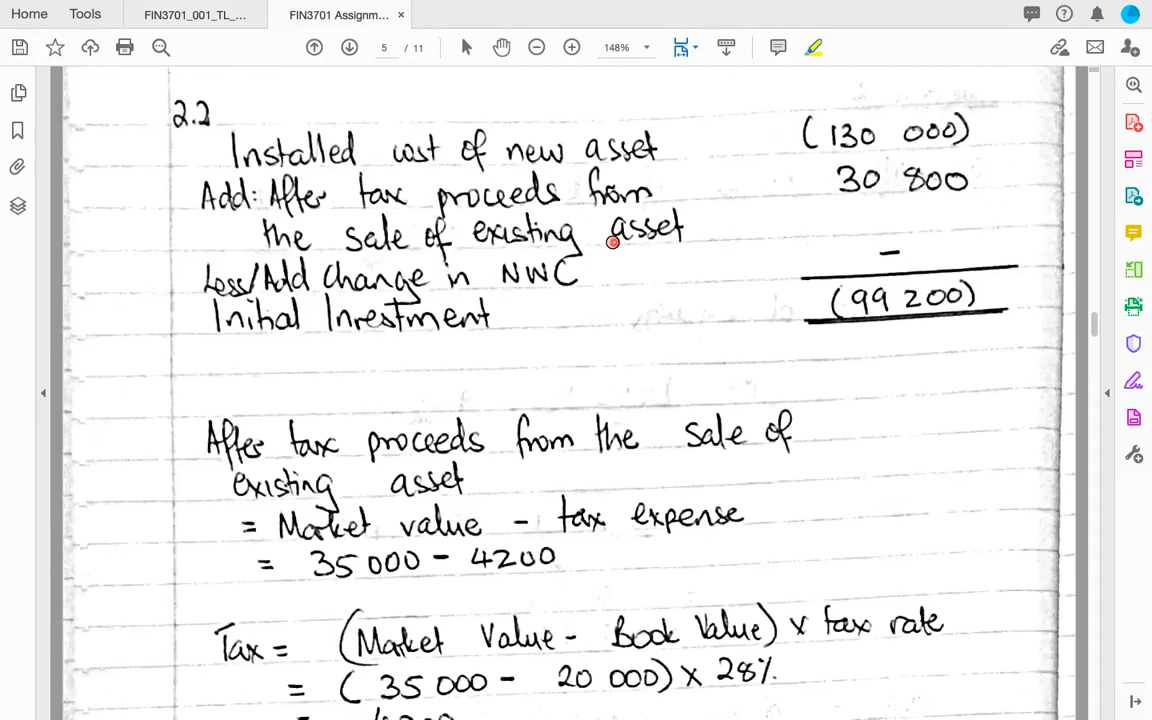 Home Tools FIN3701_001_TL_... FIN3701 Assignm... ×
5 / 11 148%
2.2
Installed cost of new asset (130 000)
Add: After tax proceeds from 30 800
the sale of existing asset
Less/Add change in NWC -
Initial Investment (99 200)
After tax proceeds from the sale of
existing asset
= Market value - tax expense
= 35 000 - 4200
Tax = (Market Value - Book Value) x tax rate
= (35 000 - 20 000) x 28%
= 4200